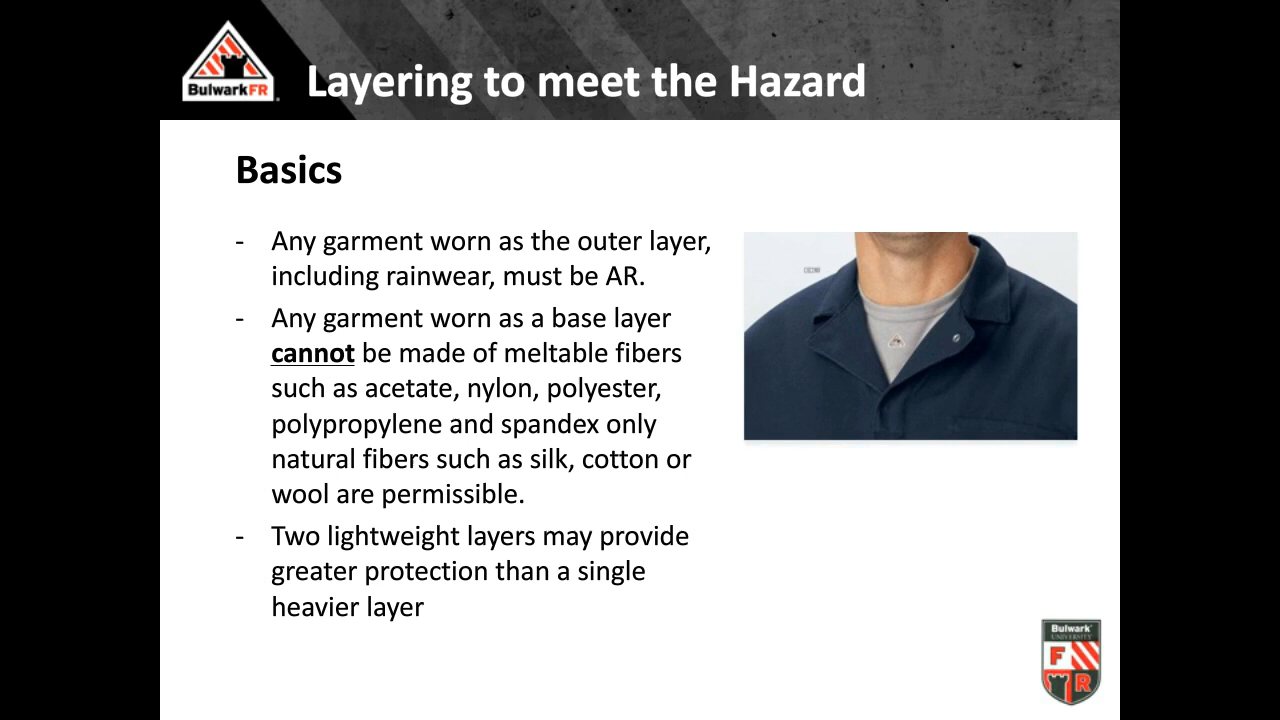 BulwarkFR
Layering to meet the Hazard
Basics
- Any garment worn as the outer layer,
including rainwear, must be AR.
- Any garment worn as a base layer
cannot be made of meltable fibers
such as acetate, nylon, polyester,
polypropylene and spandex only
natural fibers such as silk, cotton or
wool are permissible.
- Two lightweight layers may provide
greater protection than a single
heavier layer
Bulwark
UNIVERSITY
F
R